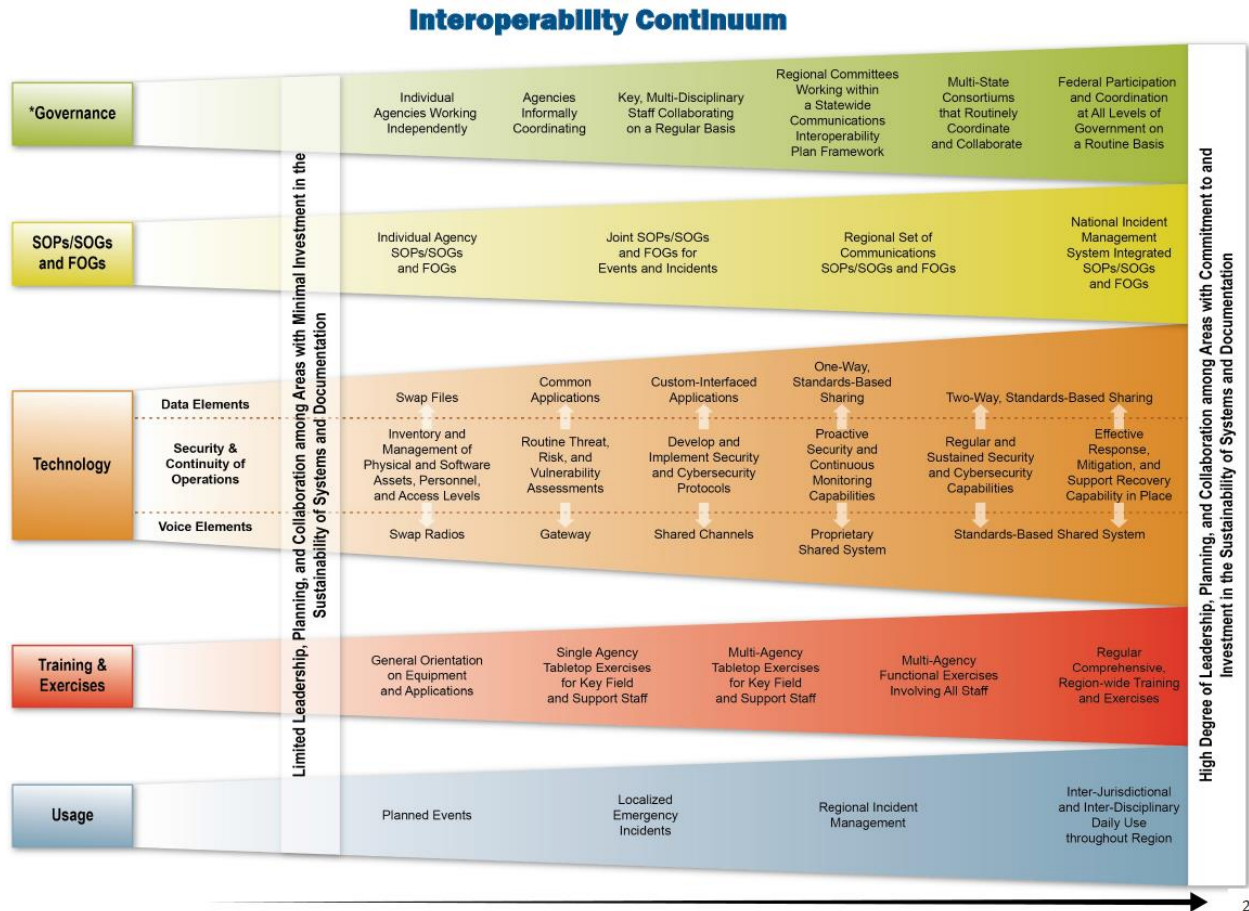 Interoperability Continuum
*Governance
Individual
Agencies Working
Independently
Agencies
Informally
Coordinating
Key, Multi-Disciplinary
Staff Collaborating
on a Regular Basis
Regional Committees
Working within
a Statewide
Communications
Interoperability
Plan Framework
Multi-State
Consortiums
that Routinely
Coordinate
and Collaborate
Federal Participation
and Coordination
at All Levels of
Government on
a Routine Basis
SOPs/SOGs
and FOGs
Individual Agency
SOPs/SOGs
and FOGs
Joint SOPs/SOGs
and FOGs for
Events and Incidents
Regional Set of
Communications
SOPs/SOGs and FOGs
National Incident
Management
System Integrated
SOPs/SOGs
and FOGs
Technology
Data Elements
Swap Files
Common
Applications
Custom-Interfaced
Applications
One-Way,
Standards-Based
Sharing
Two-Way, Standards-Based Sharing
Security &
Continuity of
Operations
Inventory and
Management of
Physical and Software
Assets, Personnel,
and Access Levels
Routine Threat,
Risk, and
Vulnerability
Assessments
Develop and
Implement Security
and Cybersecurity
Protocols
Proactive
Security and
Continuous
Monitoring
Capabilities
Regular and
Sustained Security
and Cybersecurity
Capabilities
Effective
Response,
Mitigation, and
Support Recovery
Capability in Place
Voice Elements
Swap Radios
Gateway
Shared Channels
Proprietary
Shared System
Standards-Based Shared System
Training &
Exercises
General Orientation
on Equipment
and Applications
Single Agency
Tabletop Exercises
for Key Field
and Support Staff
Multi-Agency
Tabletop Exercises
for Key Field
and Support Staff
Multi-Agency
Functional Exercises
Involving All Staff
Regular
Comprehensive,
Region-wide Training
and Exercises
Usage
Planned Events
Localized
Emergency
Incidents
Regional Incident
Management
Inter-Jurisdictional
and Inter-Disciplinary
Daily Use
throughout Region
Limited Leadership, Planning, and Collaboration among Areas with Minimal Investment in the
Sustainability of Systems and Documentation
High Degree of Leadership, Planning, and Collaboration among Areas with Commitment to and
Investment in the Sustainability of Systems and Documentation
2